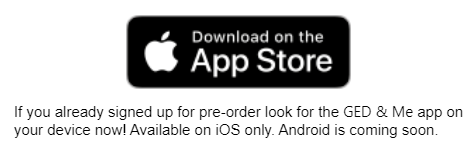 Download on the
App Store
If you already signed up for pre-order look for the GED & Me app on
your device now! Available on iOS only. Android is coming soon.